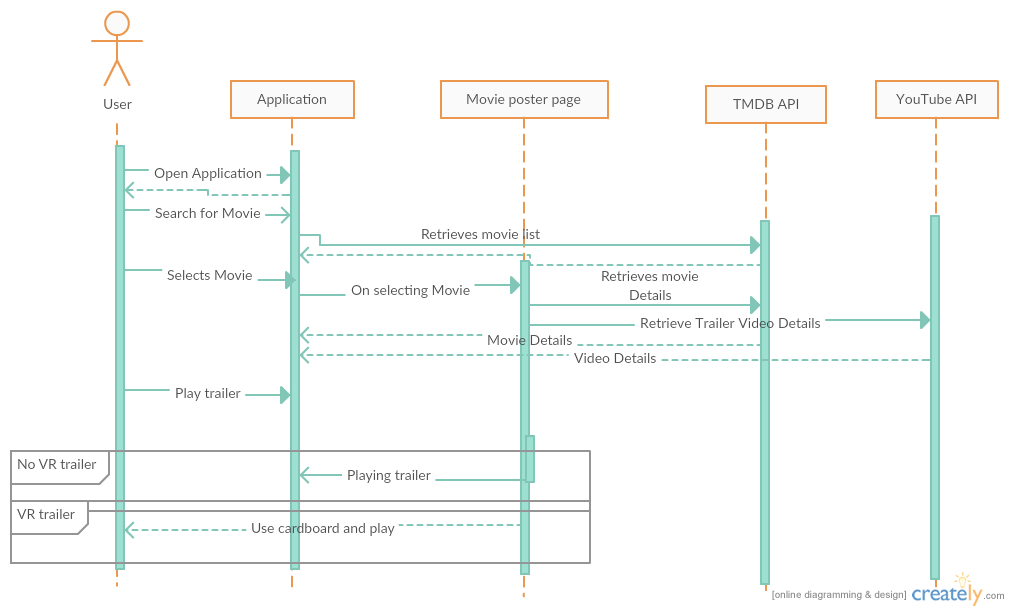 User
Application
Movie poster page
TMDB API
YouTube API
Open Application
Search for Movie
Retrieves movie list
Selects Movie
Retrieves movie
Details
On selecting Movie
Retrieve Trailer Video Details
Movie Details
Video Details
Play trailer
No VR trailer
Playing trailer
VR trailer
Use cardboard and play
[online diagramming & design] creately.com